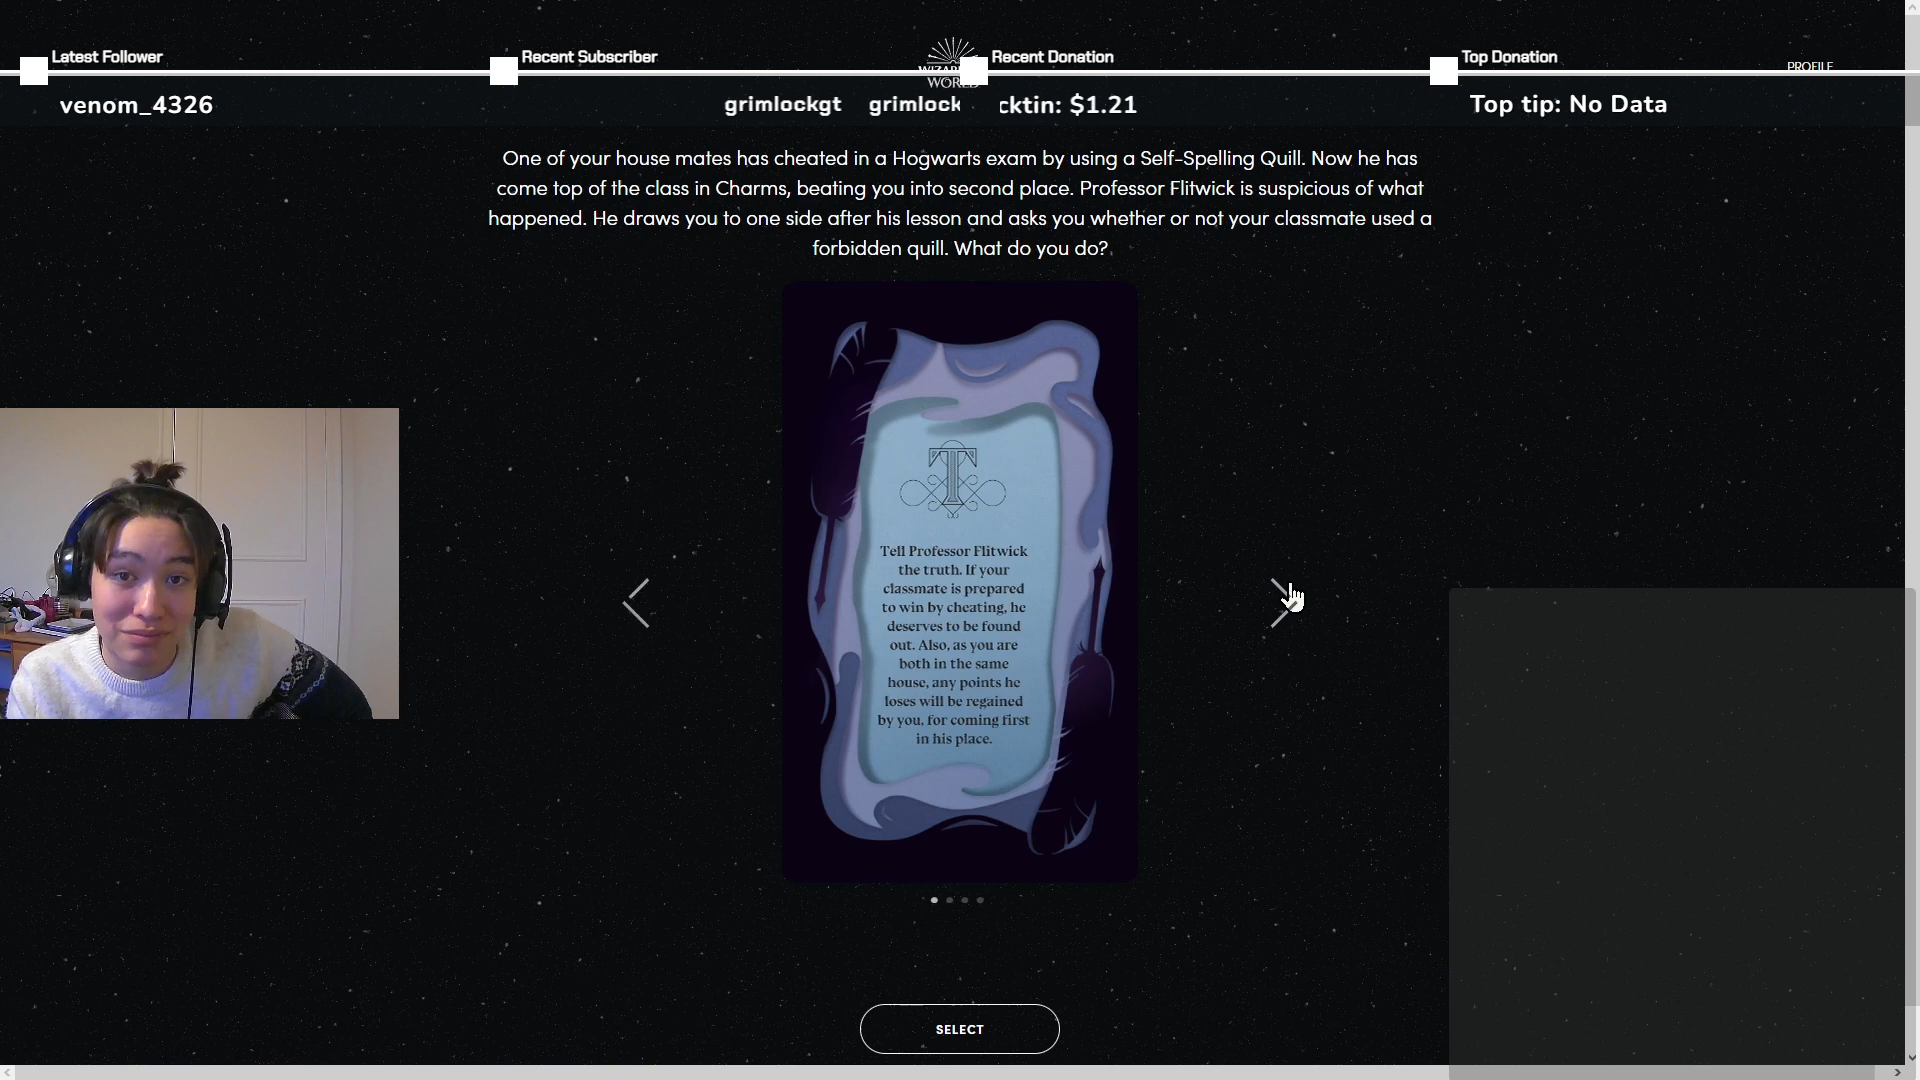 Latest Follower
Recent Subscriber
Recent Donation
Top Donation
PROFILE
WORLD
venom_4326
grimlockgt grimlock
cktin: $1.21
Top tip: No Data
One of your house mates has cheated in a Hogwarts exam by using a Self-Spelling Quill. Now he has
come top of the class in Charms, beating you into second place. Professor Flitwick is suspicious of what
happened. He draws you to one side after his lesson and asks you whether or not your classmate used a
forbidden quill. What do you do?
T
Tell Professor Flitwick
the truth. If your
classmate is prepared
to win by cheating, he
deserves to be found
out. Also, as you are
both in the same
house, any points he
loses will be regained
by you, for coming first
in his place.
SELECT